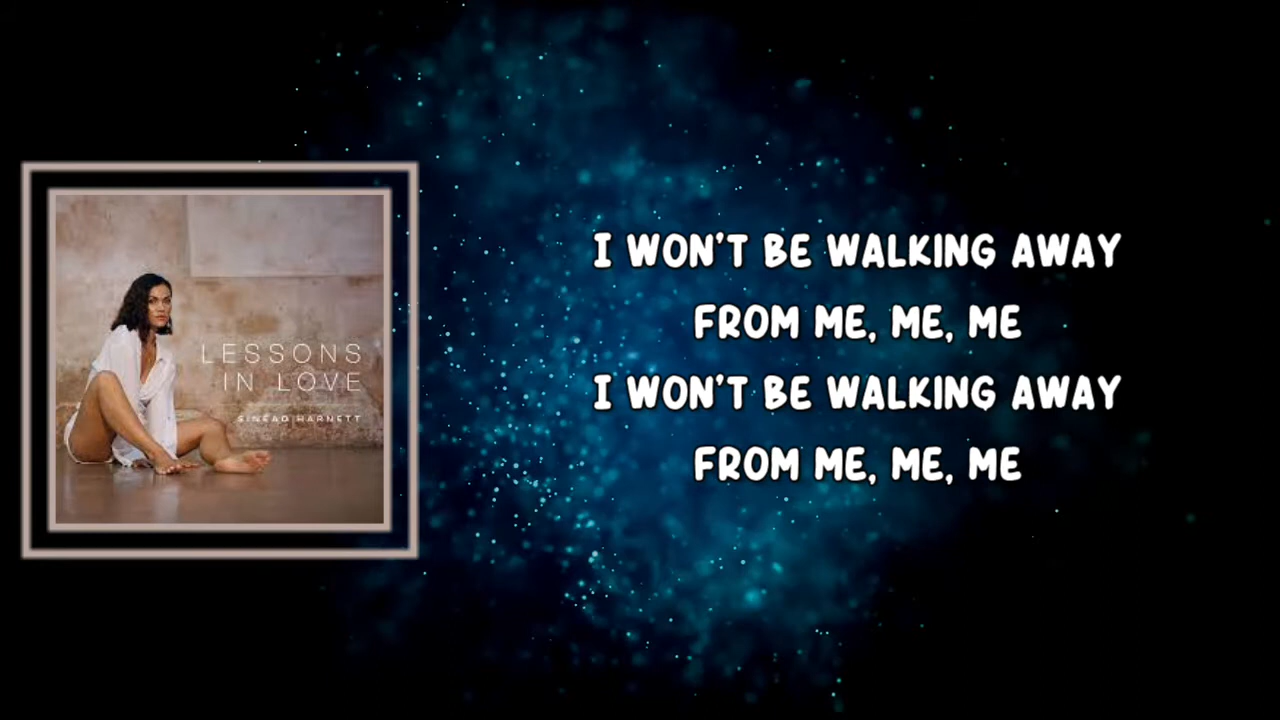 LESSONS
IN LOVE
SINEAD HARNETT
I WON'T BE WALKING AWAY
FROM ME, ME, ME
I WON'T BE WALKING AWAY
FROM ME, ME, ME